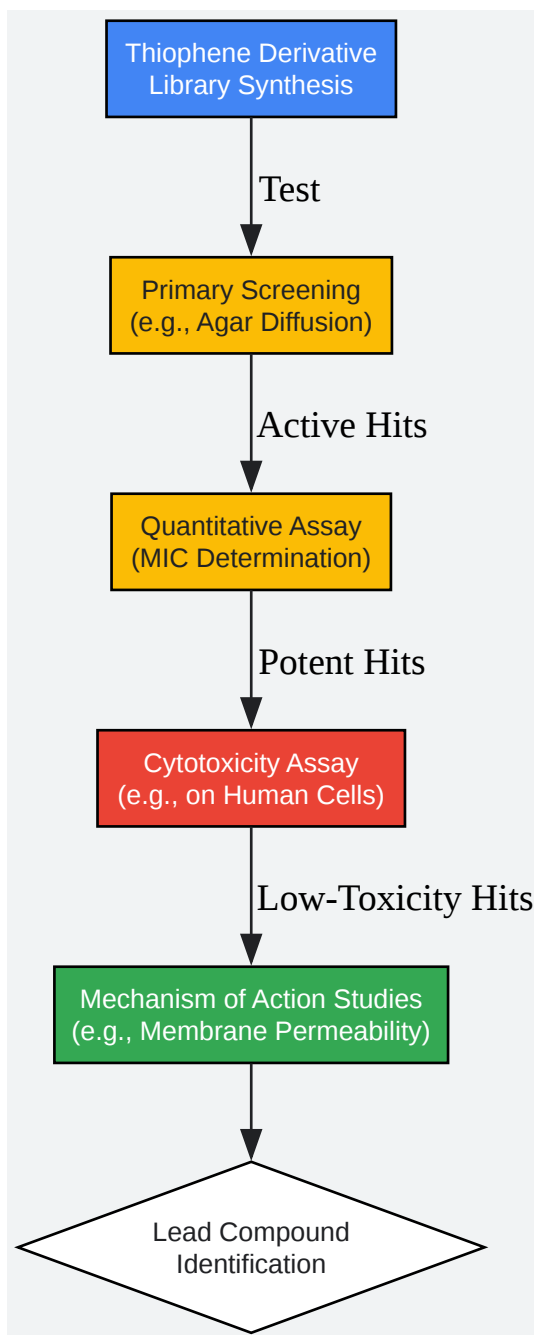 Thiophene Derivative
Library Synthesis
Test
Primary Screening
(e.g., Agar Diffusion)
Active Hits
Quantitative Assay
(MIC Determination)
Potent Hits
Cytotoxicity Assay
(e.g., on Human Cells)
Low-Toxicity Hits
Mechanism of Action Studies
(e.g., Membrane Permeability)
Lead Compound
Identification